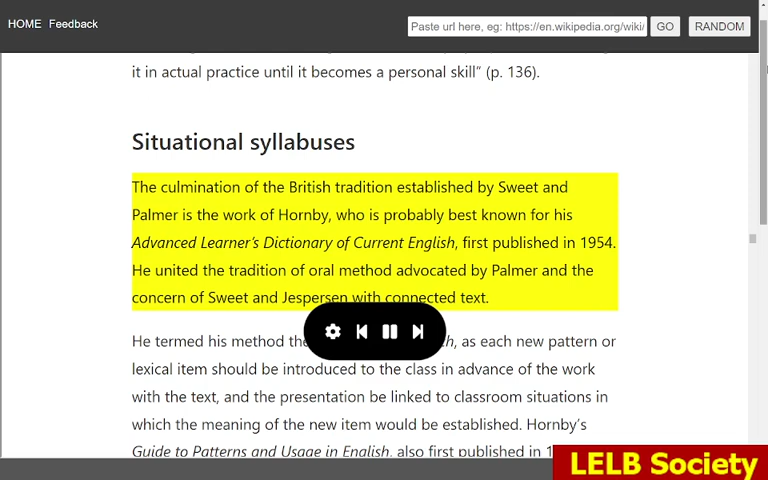 HOME Feedback
Paste url here, eg: https://en.wikipedia.org/wiki/
GO
RANDOM
it in actual practice until it becomes a personal skill” (p. 136).
Situational syllabuses
The culmination of the British tradition established by Sweet and
Palmer is the work of Hornby, who is probably best known for his
Advanced Learner’s Dictionary of Current English, first published in 1954.
He united the tradition of oral method advocated by Palmer and the
concern of Sweet and Jespersen with connected text.
He termed his method the , as each new pattern or
lexical item should be introduced to the class in advance of the work
with the text, and the presentation be linked to classroom situations in
which the meaning of the new item would be established. Hornby’s
Guide to Patterns and Usage in English, also first published in
LELB Society